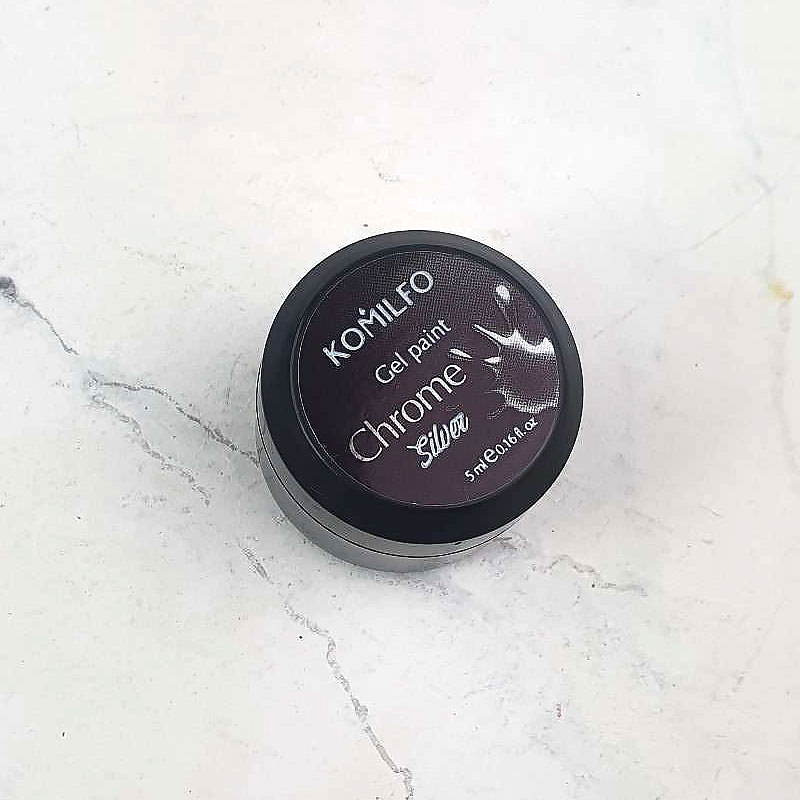 KOMILFO
Gel paint
Chrome
Silver
5 ml e 0.16 fl. oz